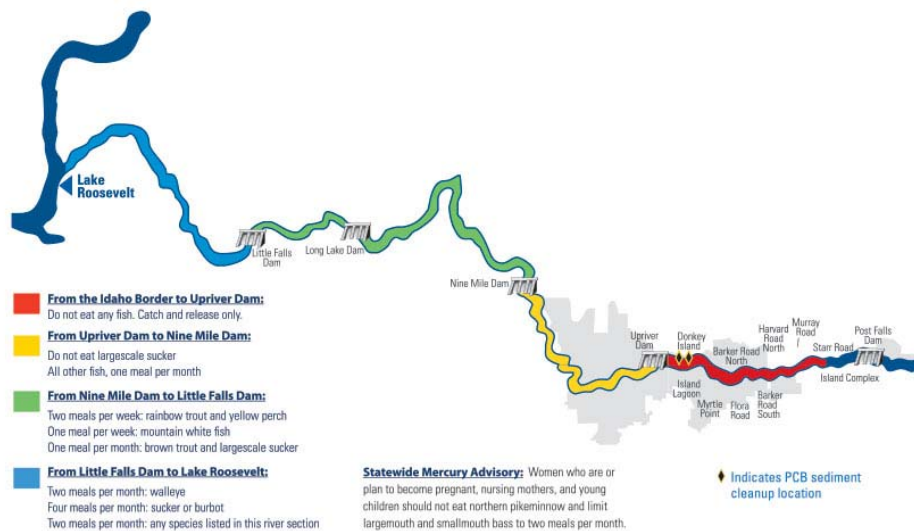 Lake
Roosevelt
Little Falls
Dam
Long Lake Dam
Nine Mile Dam
Upriver
Dam
Donkey
Island
Barker Road
North
Harvard
Road
North
Murray
Road
Starr Road
Post Falls
Dam
Island Complex
Island
Lagoon
Myrtle
Point
Flora
Road
Barker
Road
South
From the Idaho Border to Upriver Dam:
Do not eat any fish. Catch and release only.
From Upriver Dam to Nine Mile Dam:
Do not eat largescale sucker
All other fish, one meal per month
From Nine Mile Dam to Little Falls Dam:
Two meals per week: rainbow trout and yellow perch
One meal per week: mountain white fish
One meal per month: brown trout and largescale sucker
From Little Falls Dam to Lake Roosevelt:
Two meals per month: walleye
Four meals per month: sucker or burbot
Two meals per month: any species listed in this river section
Statewide Mercury Advisory: Women who are or
plan to become pregnant, nursing mothers, and young
children should not eat northern pikeminnow and limit
largemouth and smallmouth bass to two meals per month.
Indicates PCB sediment
cleanup location